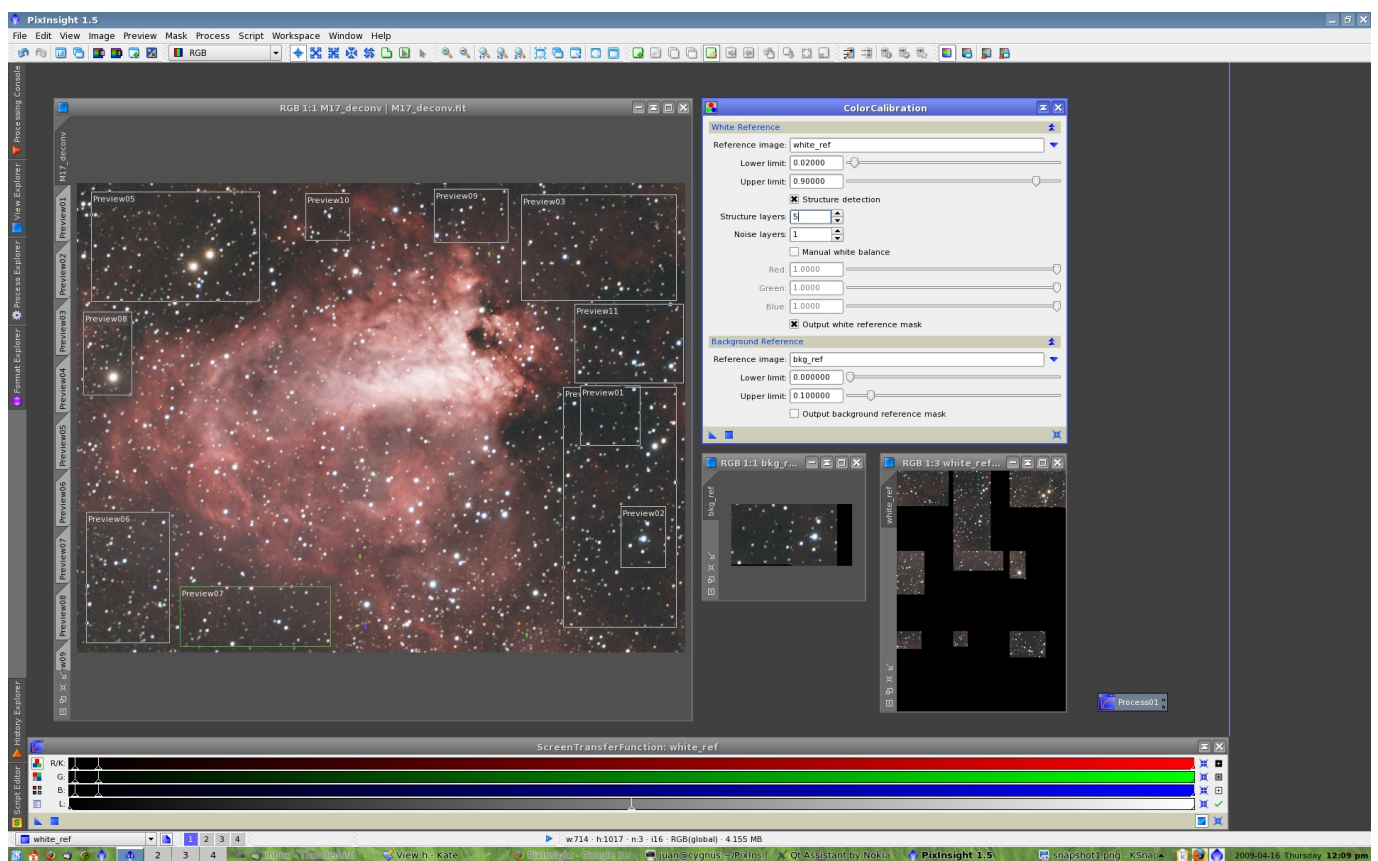 PixInsight 1.5
File Edit View Image Preview Mask Process Script Workspace Window Help
RGB
Processing Console
View Explorer
Process Explorer
Format Explorer
History Explorer
Script Editor
RGB 1:1 M17_deconv | M17_deconv.fit
M17_deconv
Preview01
Preview02
Preview03
Preview04
Preview05
Preview06
Preview07
Preview08
w09
Preview05
Preview10
Preview09
Preview03
Preview08
Preview11
Prev
Preview01
Preview02
Preview06
Preview07
ColorCalibration
White Reference
Reference image: white_ref
Lower limit: 0.02000
Upper limit: 0.90000
Structure detection
Structure layers: 5
Noise layers: 1
Manual white balance
Red: 1.0000
Green: 1.0000
Blue: 1.0000
Output white reference mask
Background Reference
Reference image: bkg_ref
Lower limit: 0.000000
Upper limit: 0.100000
Output background reference mask
RGB 1:1 bkg_r...
bkg_ref
RGB 1:3 white_ref...
white_ref
Process01
ScreenTransferFunction: white_ref
R/K:
G:
B:
L:
white_ref 1 2 3 4 w:714 · h:1017 · n:3 · i16 · RGB(global) · 4.155 MB
2 3 4 View.h - Kate juan@cygnus:~/PixIns Qt Assistant by Nokia PixInsight 1.5 snapshot1.png - KSnap 2009-04-16 Thursday 12:09 pm